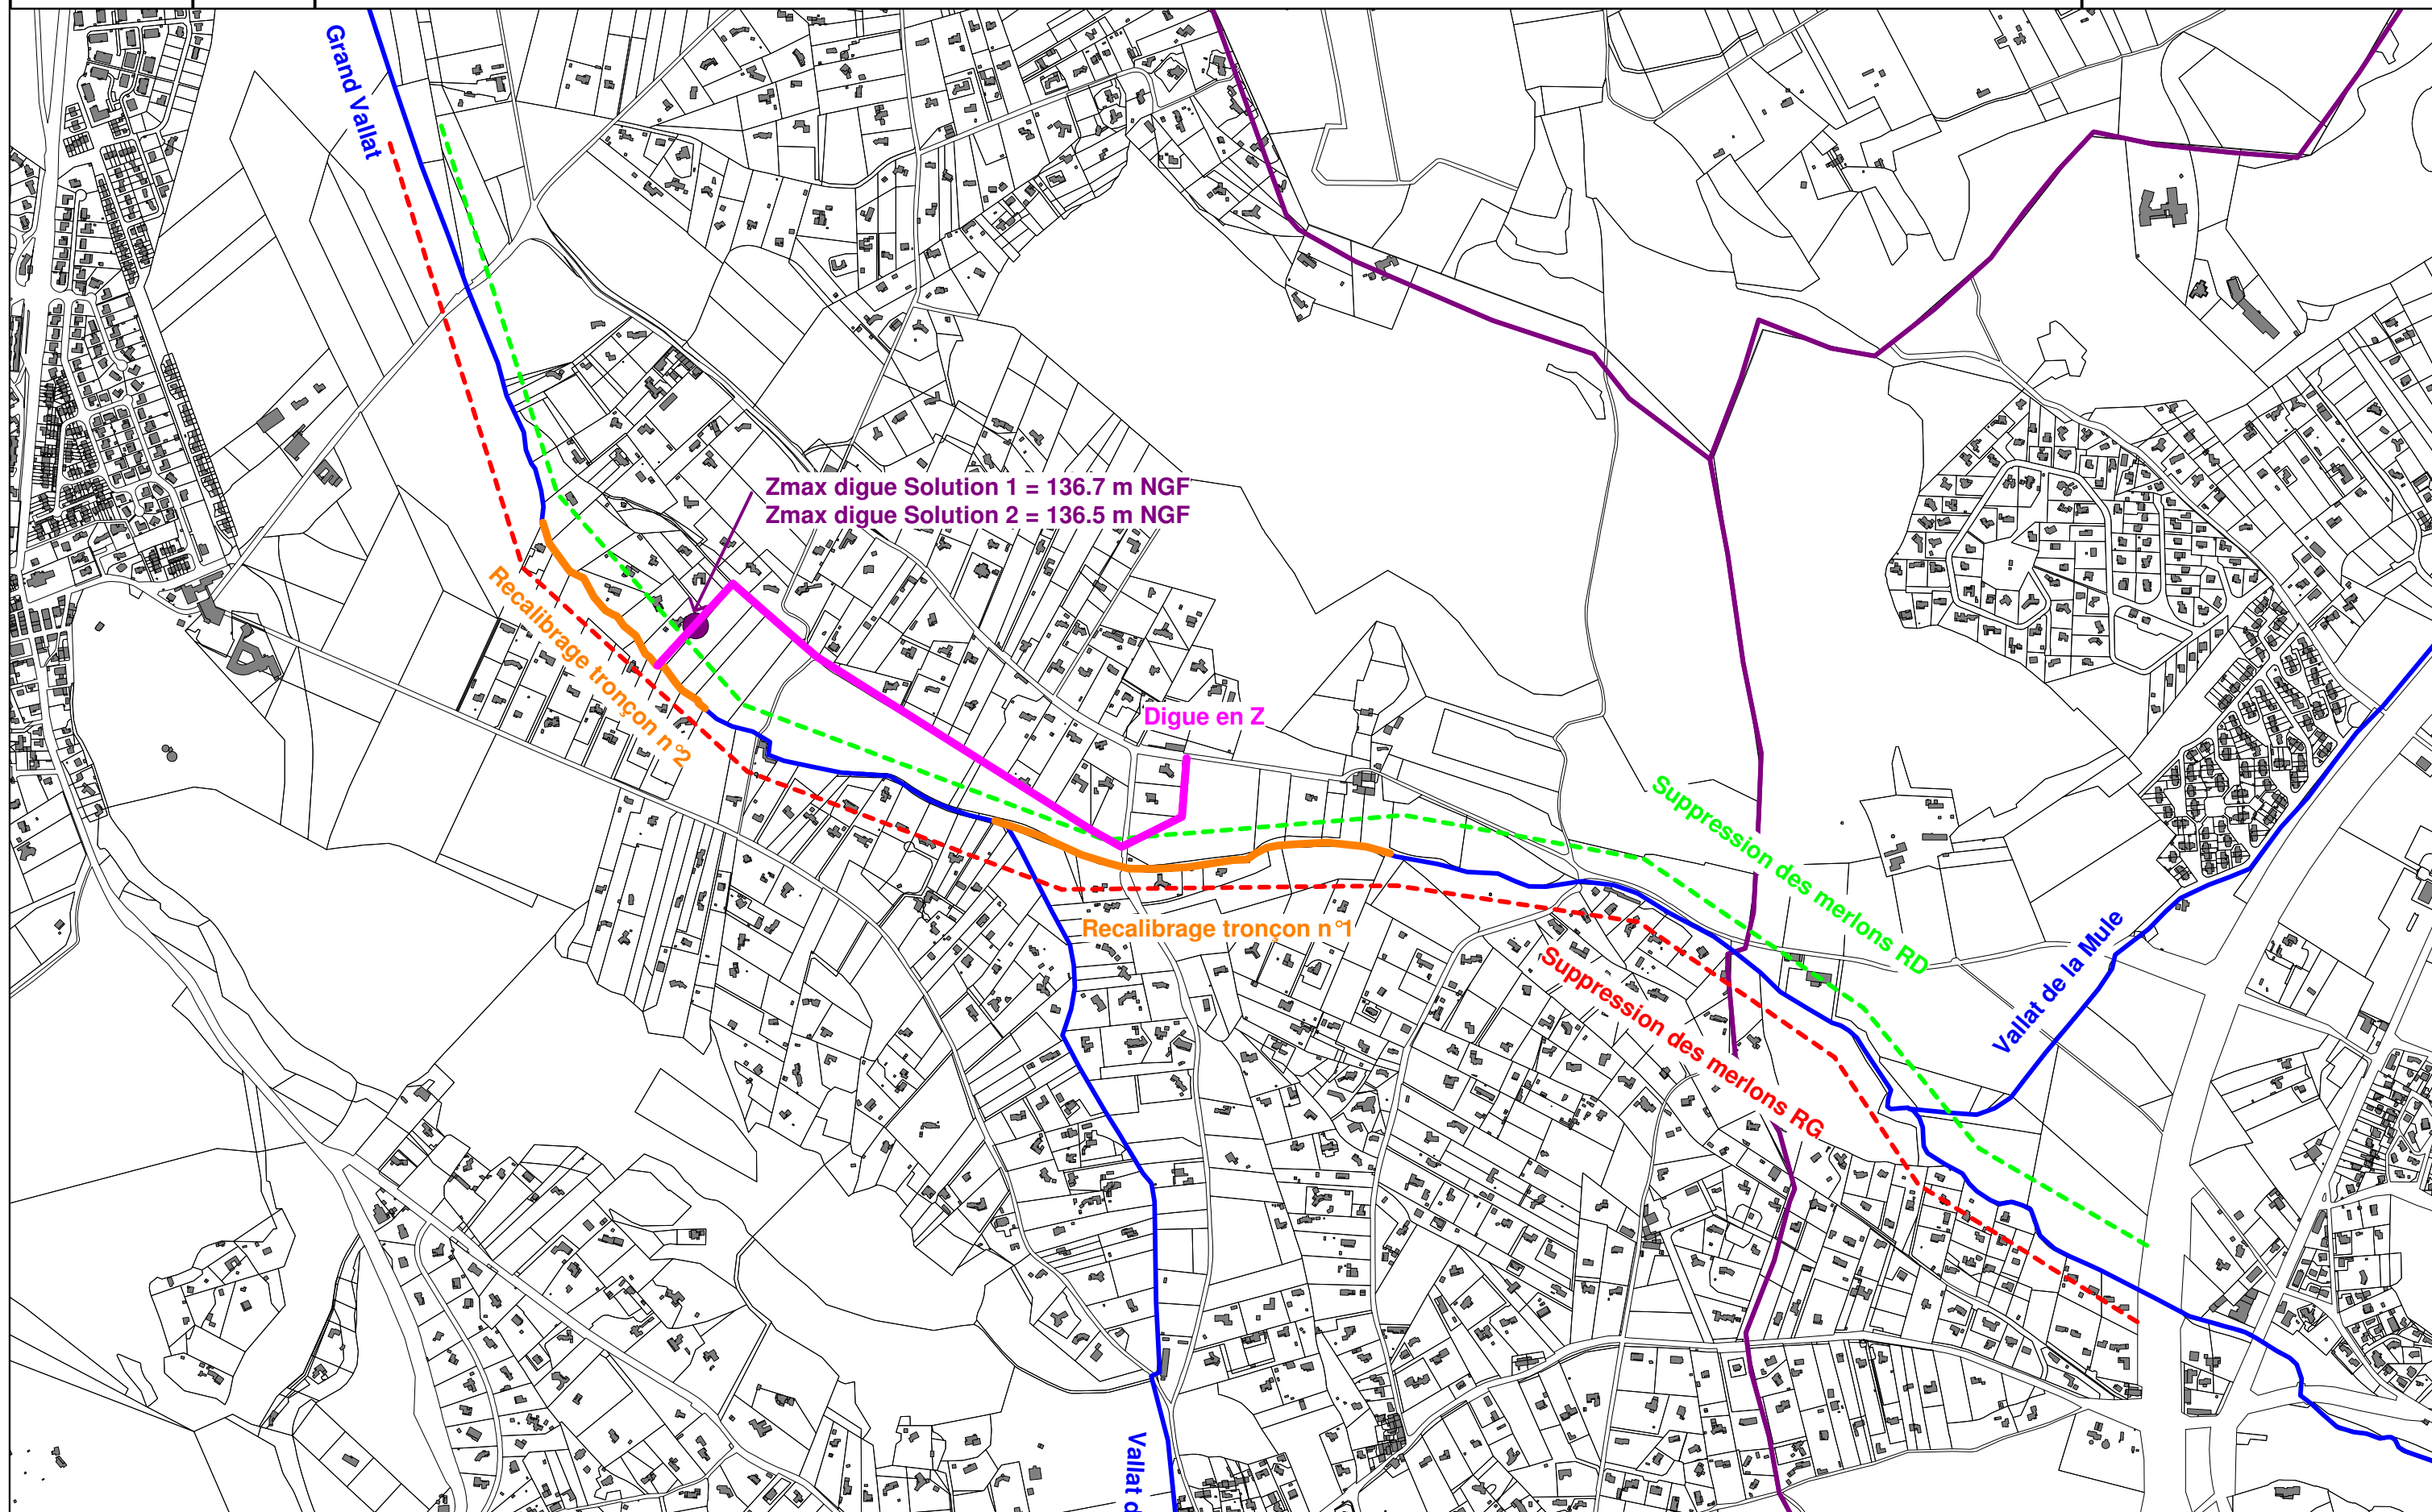 Grand Vallat
Zmax digue Solution 1 = 136.7 m NGF
Zmax digue Solution 2 = 136.5 m NGF
Recalibrage tronçon n°2
Digue en Z
Suppression des merlons RD
Recalibrage tronçon n°1
Suppression des merlons RG
Vallat de la Mule
Vallat d